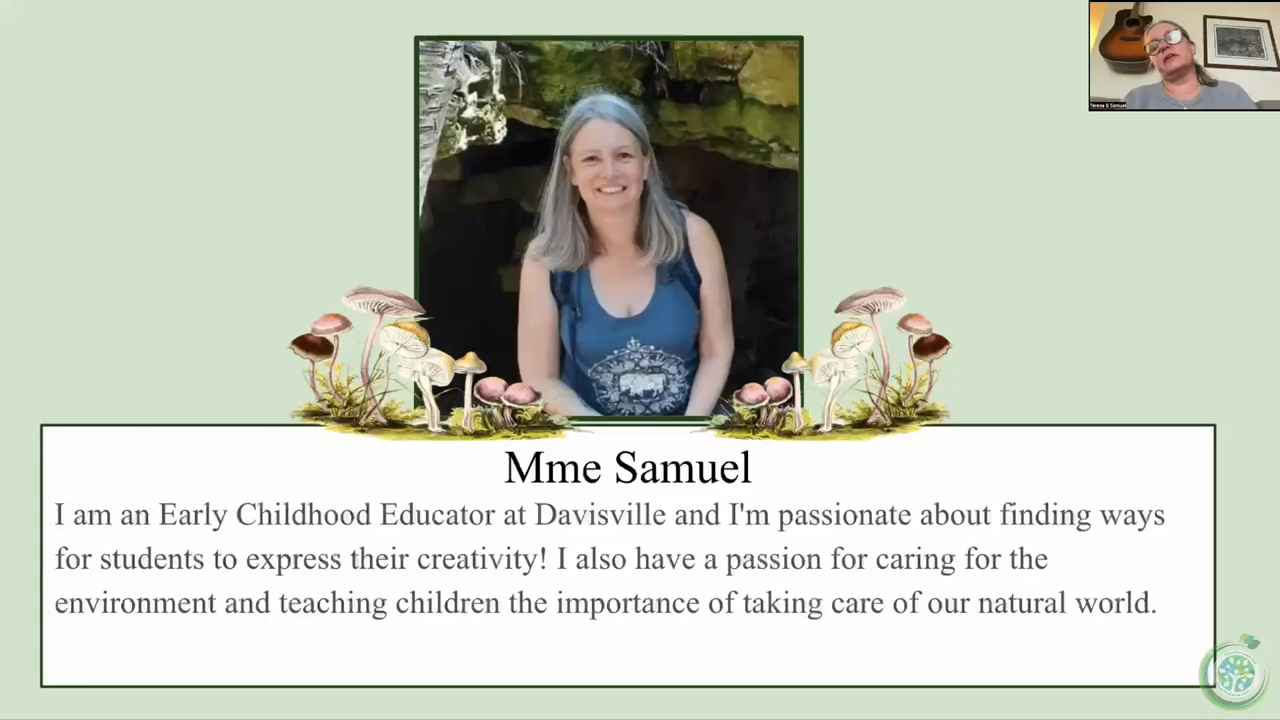 Teresa G Samuel
Mme Samuel
I am an Early Childhood Educator at Davisville and I'm passionate about finding ways
for students to express their creativity! I also have a passion for caring for the
environment and teaching children the importance of taking care of our natural world.